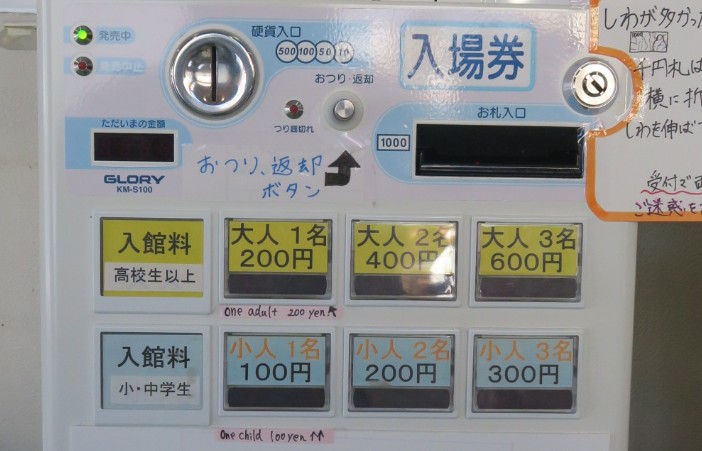 発売中
発売中止
硬貨入口
500 100 50 10
おつり・返却
つり銭切れ
入場券
お札入口
1000
ただいまの金額
GLORY
KM-S100
おつり、返却
ボタン
しわが多かった
千円札は
横に折
しわを伸ば
受付で両
ご迷惑を
入館料
高校生以上
大人 1名
200円
大人 2名
400円
大人 3名
600円
One adult 200 yen
入館料
小・中学生
小人 1名
100円
小人 2名
200円
小人 3名
300円
One child 100 yen ↑↑